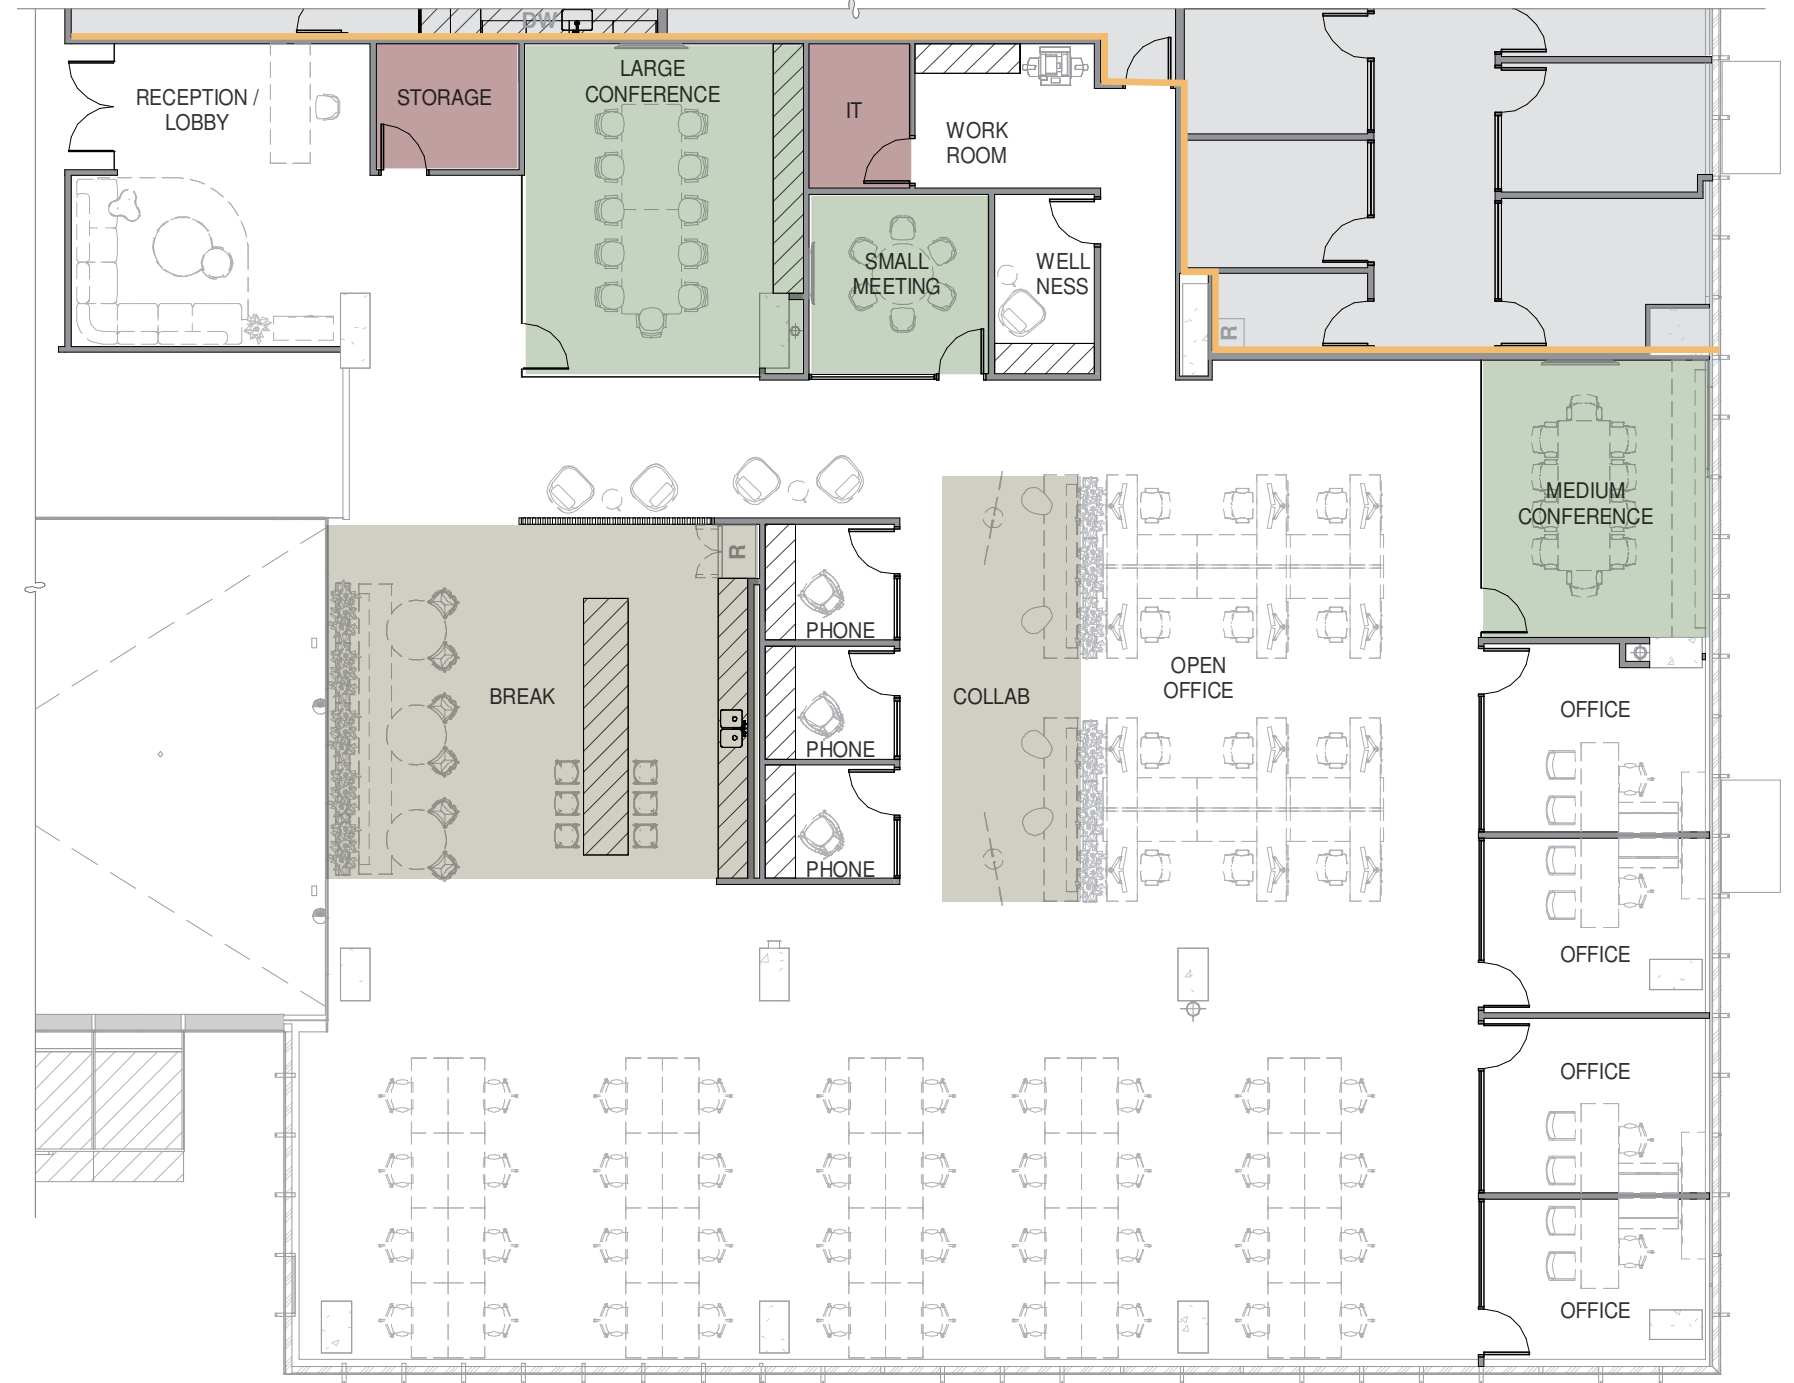 DW
RECEPTION /
LOBBY
STORAGE
LARGE
CONFERENCE
IT
WORK
ROOM
SMALL
MEETING
WELL
NESS
R
MEDIUM
CONFERENCE
R
BREAK
PHONE
PHONE
PHONE
COLLAB
OPEN
OFFICE
OFFICE
OFFICE
OFFICE
OFFICE